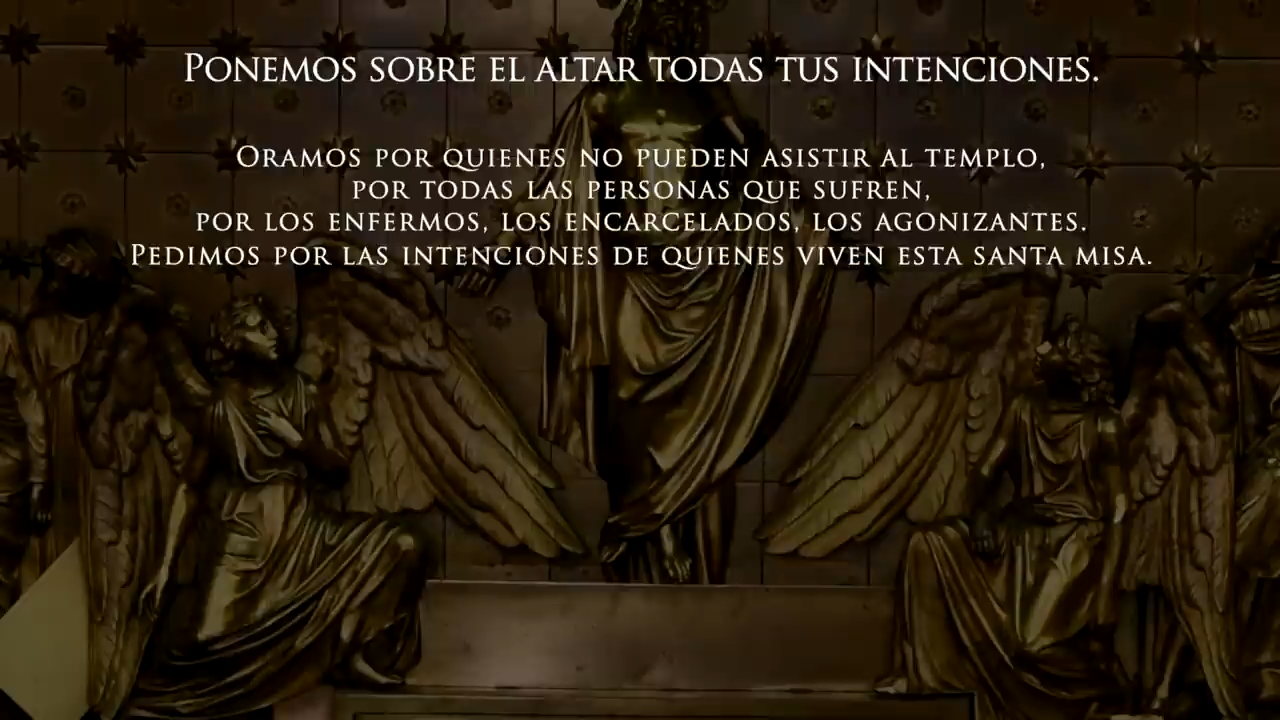 Ponemos sobre el altar todas tus intenciones.
Oramos por quienes no pueden asistir al templo,
por todas las personas que sufren,
por los enfermos, los encarcelados, los agonizantes.
Pedimos por las intenciones de quienes viven esta santa misa.